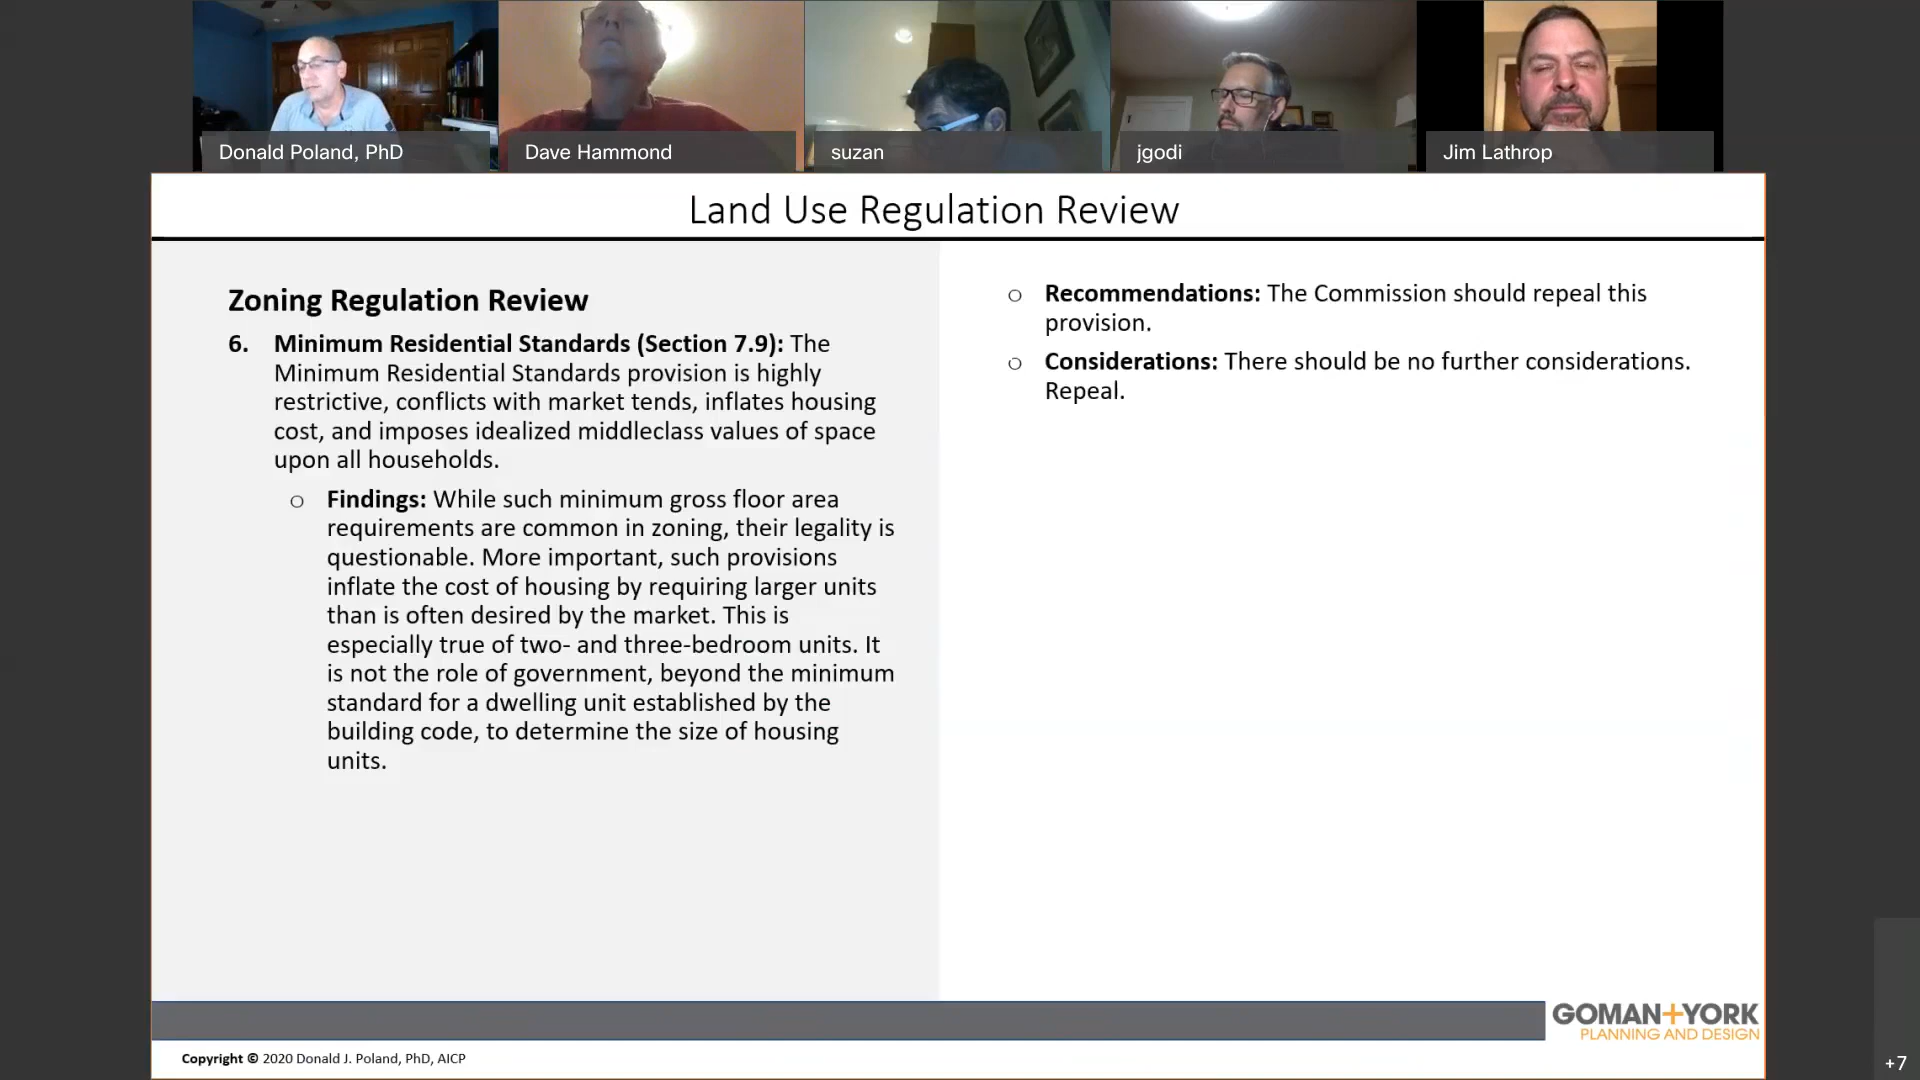 Donald Poland, PhD
Dave Hammond
suzan
jgodi
Jim Lathrop
Land Use Regulation Review
Zoning Regulation Review
6. Minimum Residential Standards (Section 7.9): The
Minimum Residential Standards provision is highly
restrictive, conflicts with market tends, inflates housing
cost, and imposes idealized middleclass values of space
upon all households.
o Findings: While such minimum gross floor area
requirements are common in zoning, their legality is
questionable. More important, such provisions
inflate the cost of housing by requiring larger units
than is often desired by the market. This is
especially true of two- and three-bedroom units. It
is not the role of government, beyond the minimum
standard for a dwelling unit established by the
building code, to determine the size of housing
units.
o Recommendations: The Commission should repeal this
provision.
o Considerations: There should be no further considerations.
Repeal.
GOMAN+YORK
PLANNING AND DESIGN
Copyright © 2020 Donald J. Poland, PhD, AICP
+7